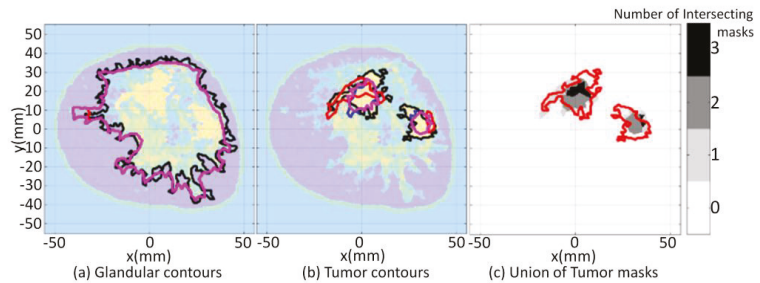 Number of Intersecting
masks
50
40
30
20
10
0
-10
-20
-30
-40
-50
y(mm)
3
2
1
0
-50 0 50 -50 0 50 -50 0 50
x(mm) x(mm) x(mm)
(a) Glandular contours (b) Tumor contours (c) Union of Tumor masks